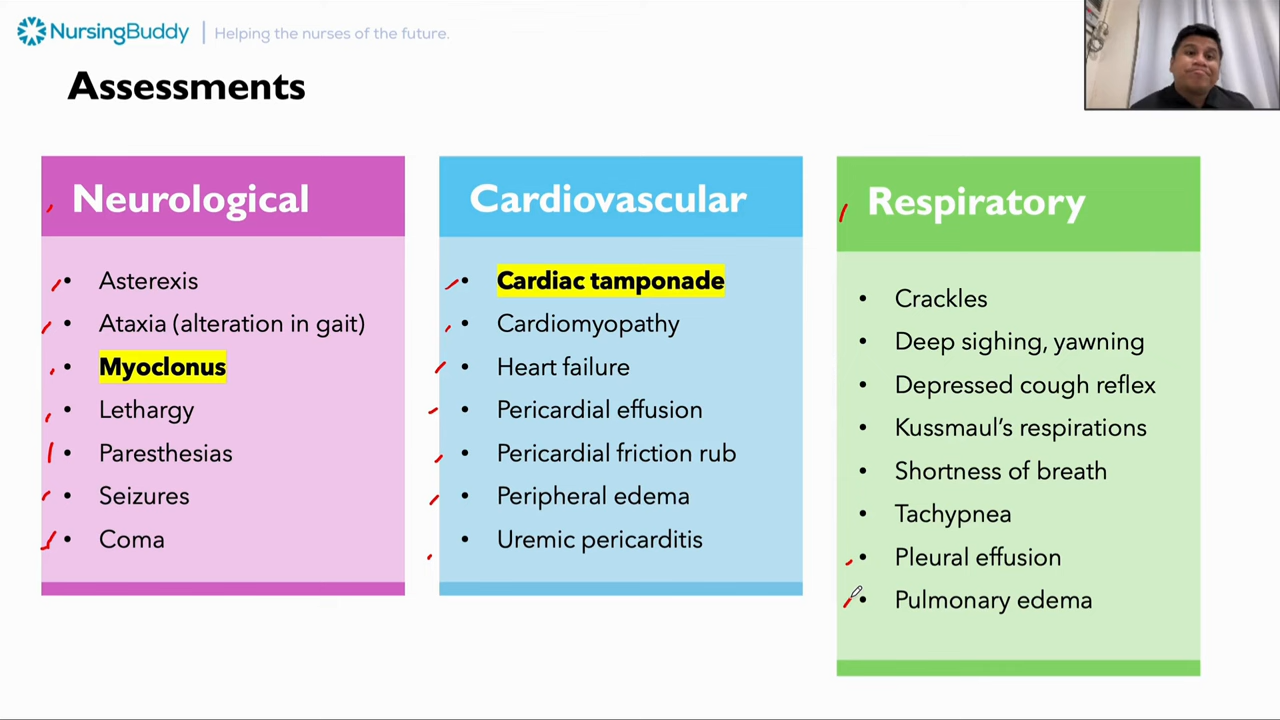 NursingBuddy | Helping the nurses of the future.
Assessments
Neurological
• Asterexis
• Ataxia (alteration in gait)
• Myoclonus
• Lethargy
• Paresthesias
• Seizures
• Coma
Cardiovascular
• Cardiac tamponade
• Cardiomyopathy
• Heart failure
• Pericardial effusion
• Pericardial friction rub
• Peripheral edema
• Uremic pericarditis
Respiratory
• Crackles
• Deep sighing, yawning
• Depressed cough reflex
• Kussmaul’s respirations
• Shortness of breath
• Tachypnea
• Pleural effusion
• Pulmonary edema